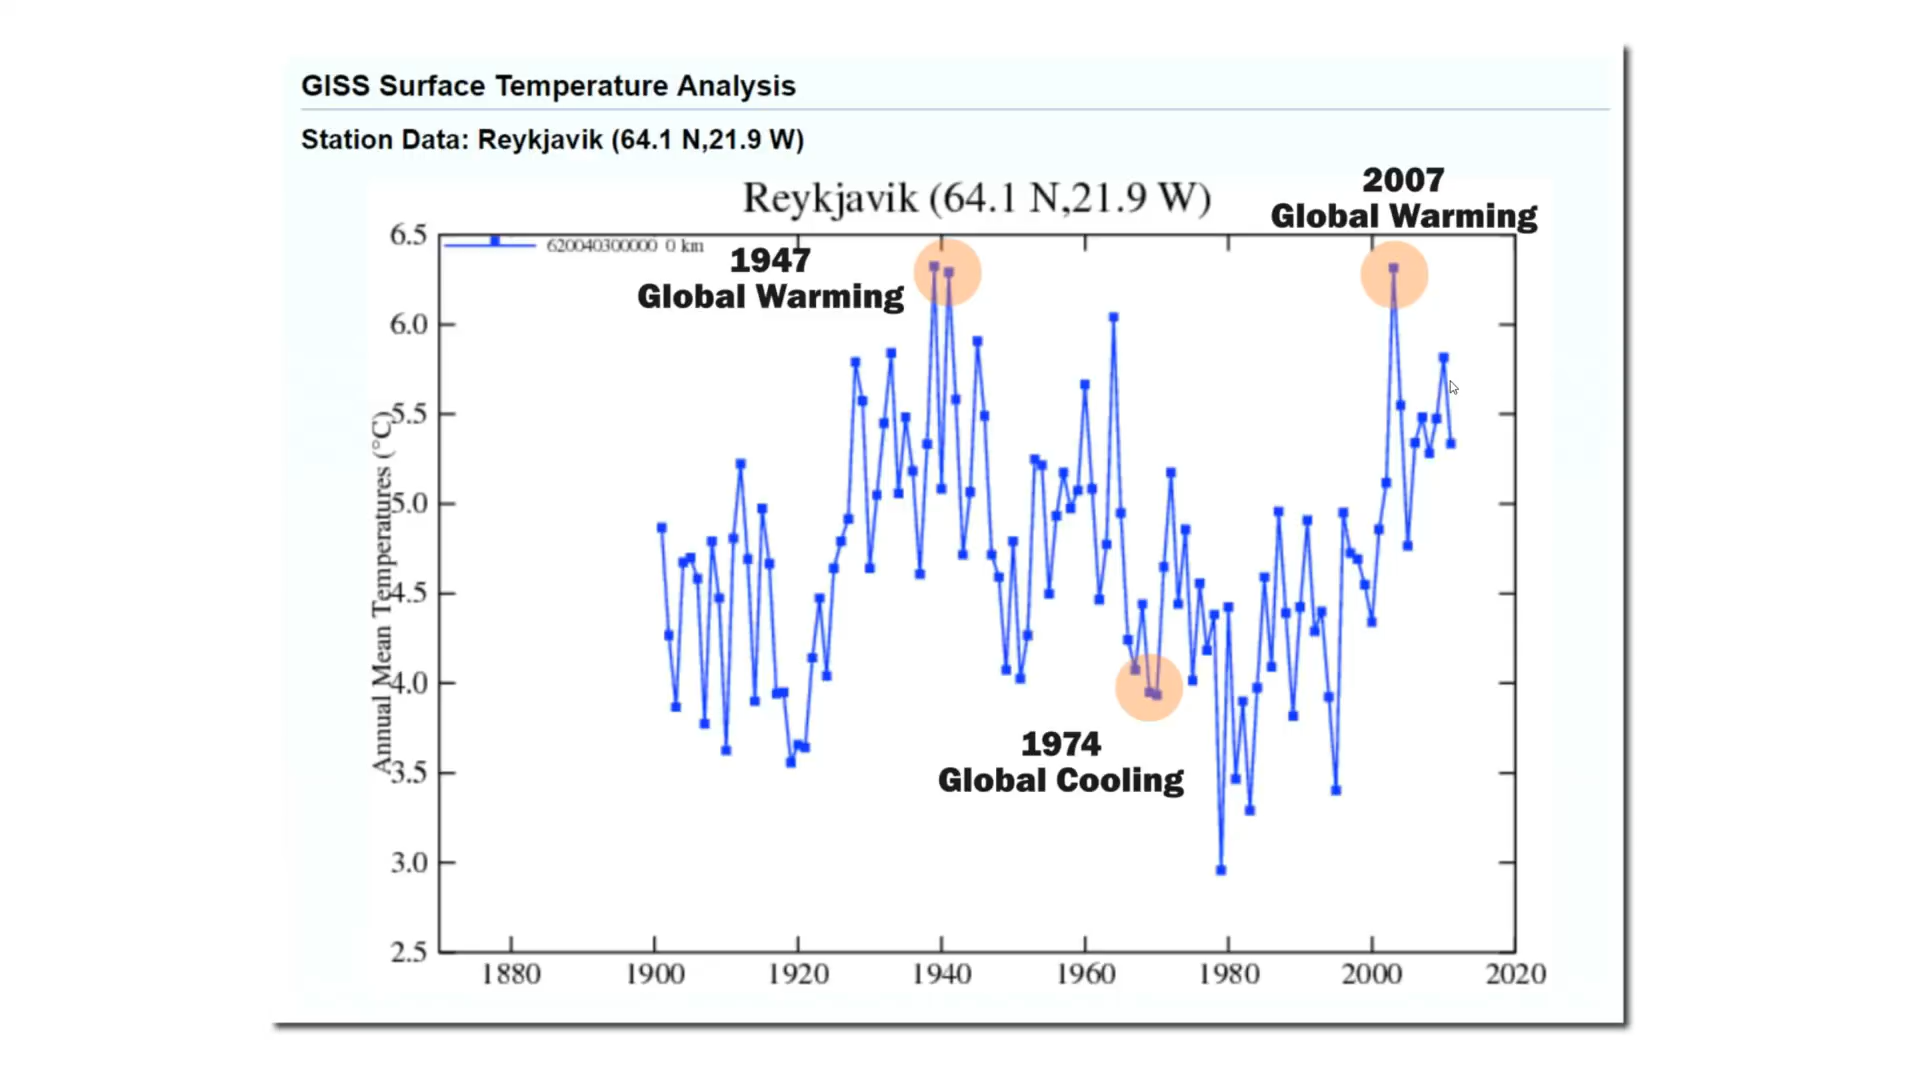 GISS Surface Temperature Analysis
Station Data: Reykjavik (64.1 N,21.9 W)
Reykjavik (64.1 N,21.9 W)
2007
Global Warming
620040300000 0 km
1947
Global Warming
1974
Global Cooling
Annual Mean Temperatures (°C)
6.5
6.0
5.5
5.0
4.5
4.0
3.5
3.0
2.5
1880 1900 1920 1940 1960 1980 2000 2020